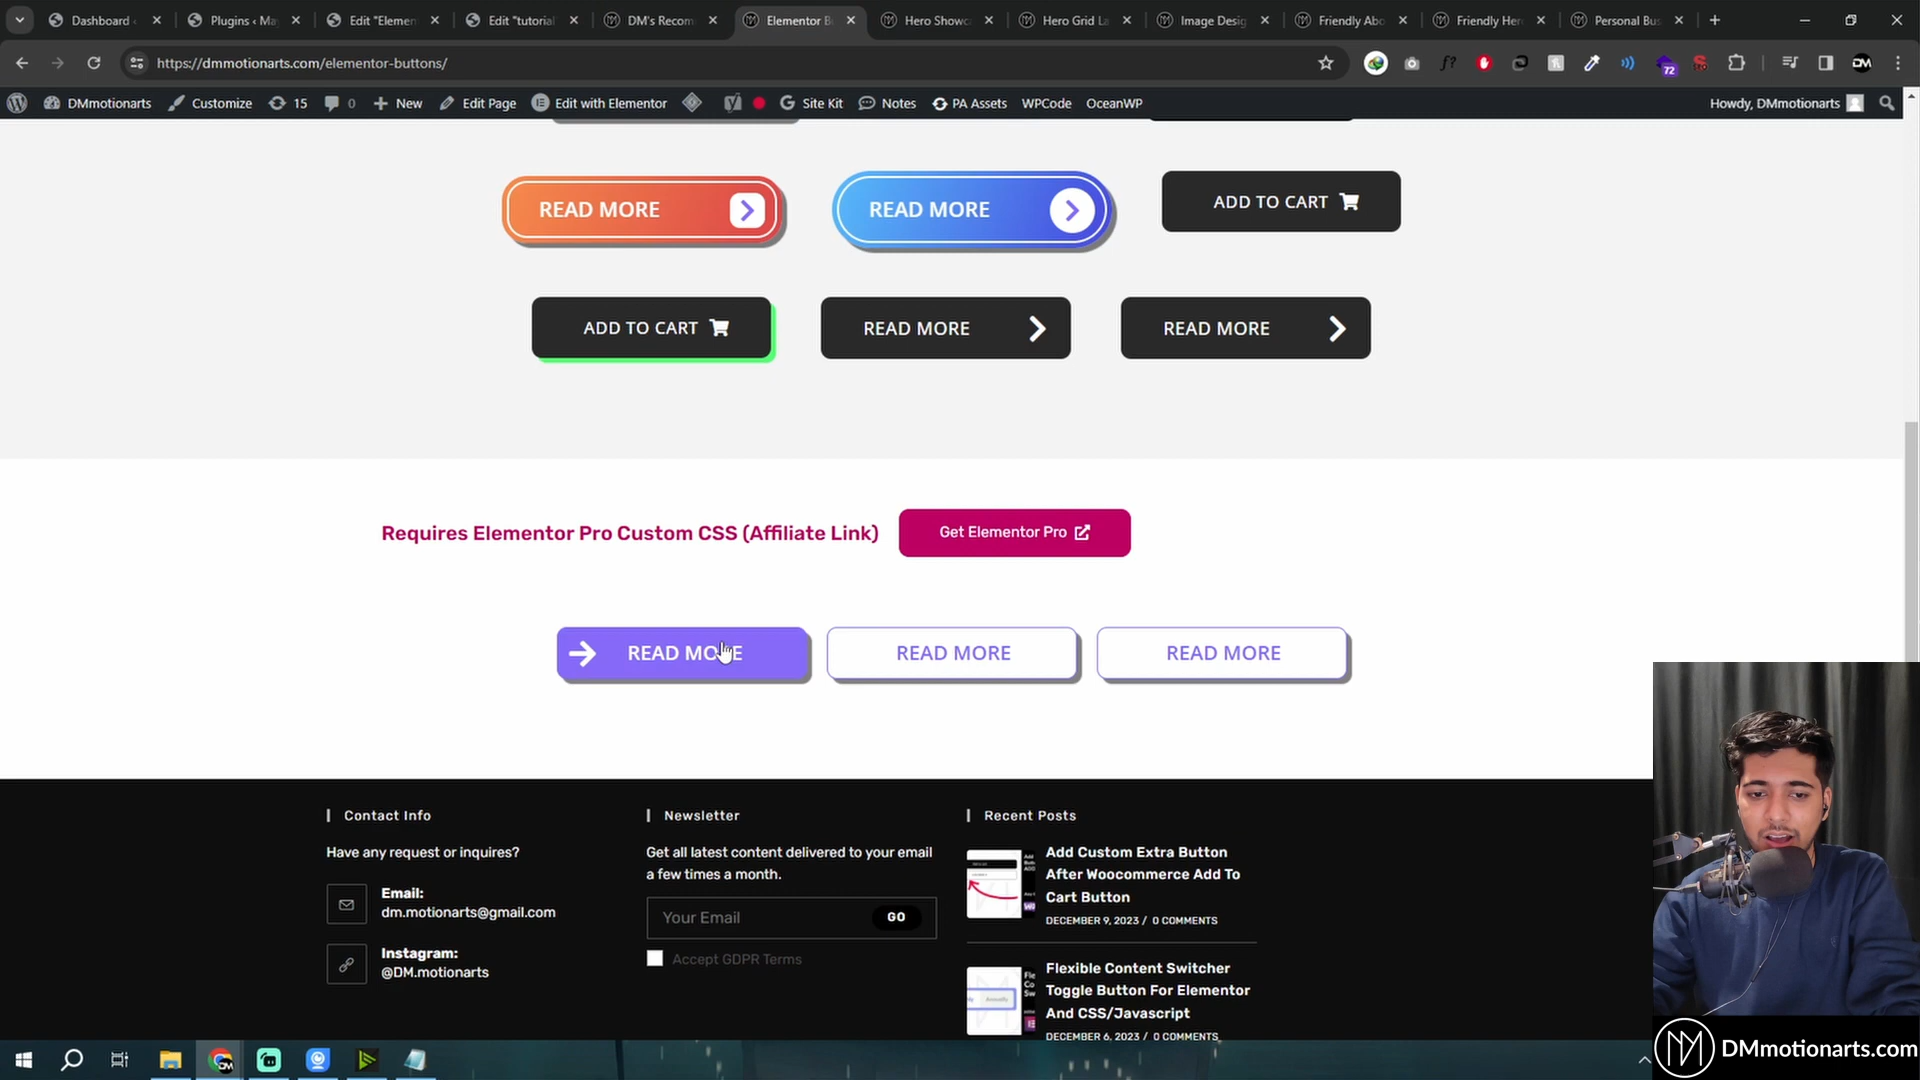 Dashboard ‹
Plugins ‹ Ma
Edit "Elemen
Edit "tutorial
DM's Recom
Elementor B
Hero Showc
Hero Grid La
Image Desig
Friendly Abo
Friendly Her
Personal Bus
https://dmmotionarts.com/elementor-buttons/
72
DMmotionarts
Customize
15
0
New
Edit Page
Edit with Elementor
Site Kit
Notes
PA Assets
WPCode
OceanWP
Howdy, DMmotionarts
READ MORE
READ MORE
ADD TO CART
ADD TO CART
READ MORE
READ MORE
Requires Elementor Pro Custom CSS (Affiliate Link)
Get Elementor Pro
READ MORE
READ MORE
READ MORE
Contact Info
Have any request or inquires?
Email:
dm.motionarts@gmail.com
Instagram:
@DM.motionarts
Newsletter
Get all latest content delivered to your email
a few times a month.
Your Email
GO
Accept GDPR Terms
Recent Posts
Add Custom Extra Button
After Woocommerce Add To
Cart Button
DECEMBER 9, 2023 / 0 COMMENTS
Flexible Content Switcher
Toggle Button For Elementor
And CSS/Javascript
DECEMBER 6, 2023 / 0 COMMENTS
DMmotionarts.com